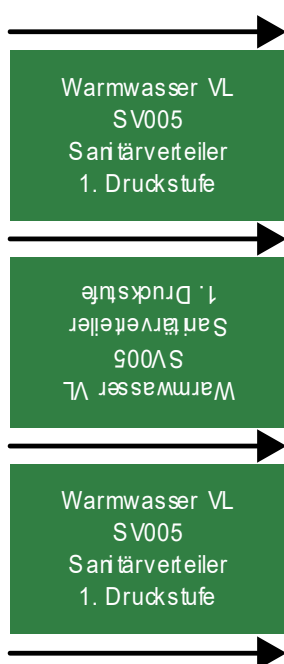 Warmwasser VL
SV005
Sanitärverteiler
1. Druckstufe
Warmwasser VL
SV005
Sanitärverteiler
1. Druckstufe
Warmwasser VL
SV005
Sanitärverteiler
1. Druckstufe